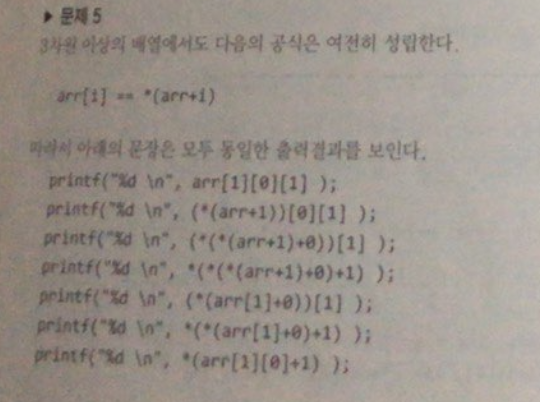 ▶ 문제 5
3차원 이상의 배열에서도 다음의 공식은 여전히 성립한다.
arr[i] == *(arr+i)
따라서 아래의 문장은 모두 동일한 출력결과를 보인다.
printf("%d \n", arr[1][0][1] );
printf("%d \n", (*(arr+1))[0][1] );
printf("%d \n", (*(*(arr+1)+0))[1] );
printf("%d \n", *(*(*(arr+1)+0)+1) );
printf("%d \n", (*(arr[1]+0))[1] );
printf("%d \n", *(*(arr[1]+0)+1) );
printf("%d \n", *(arr[1][0]+1) );